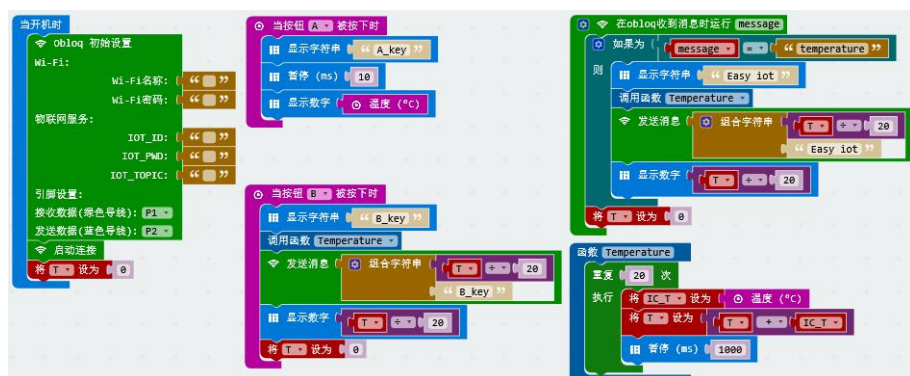 当开机时
Obloq 初始设置
Wi-Fi:
Wi-Fi名称: “ ”
Wi-Fi密码: “ ”
物联网服务:
IOT_ID: “ ”
IOT_PWD: “ ”
IOT_TOPIC: “ ”
引脚设置:
接收数据(绿色导线): P1
发送数据(蓝色导线): P2
启动连接
将 T 设为 0
当按钮 A 被按下时
显示字符串 “ A_key ”
暂停 (ms) 10
显示数字 温度 (°C)
当按钮 B 被按下时
显示字符串 “ B_key ”
调用函数 Temperature
发送消息 组合字符串 T ÷ 20
“ B_key ”
显示数字 T ÷ 20
将 T 设为 0
在obloq收到消息时运行 message
如果为 message = “ temperature ”
则 显示字符串 “ Easy iot ”
调用函数 Temperature
发送消息 组合字符串 T ÷ 20
“ Easy iot ”
显示数字 T ÷ 20
将 T 设为 0
函数 Temperature
重复 20 次
执行 将 IC_T 设为 温度 (°C)
将 T 设为 T + IC_T
暂停 (ms) 1000